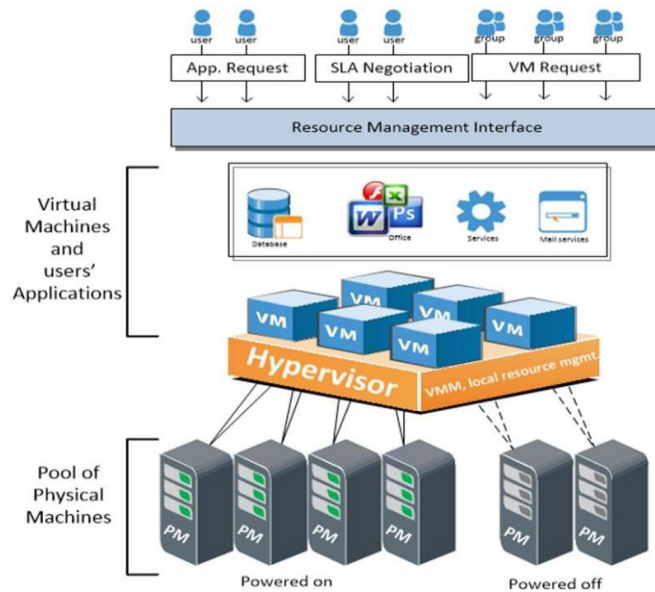 user user user user group group group
App. Request SLA Negotiation VM Request
Resource Management Interface
Virtual
Machines
and
users'
Applications
W Ps
Database Office Services Mail services
VM VM VM
VM VM VM
Hypervisor VMM, local resource mgmt.
Pool of
Physical
Machines
PM PM PM PM PM PM
Powered on Powered off